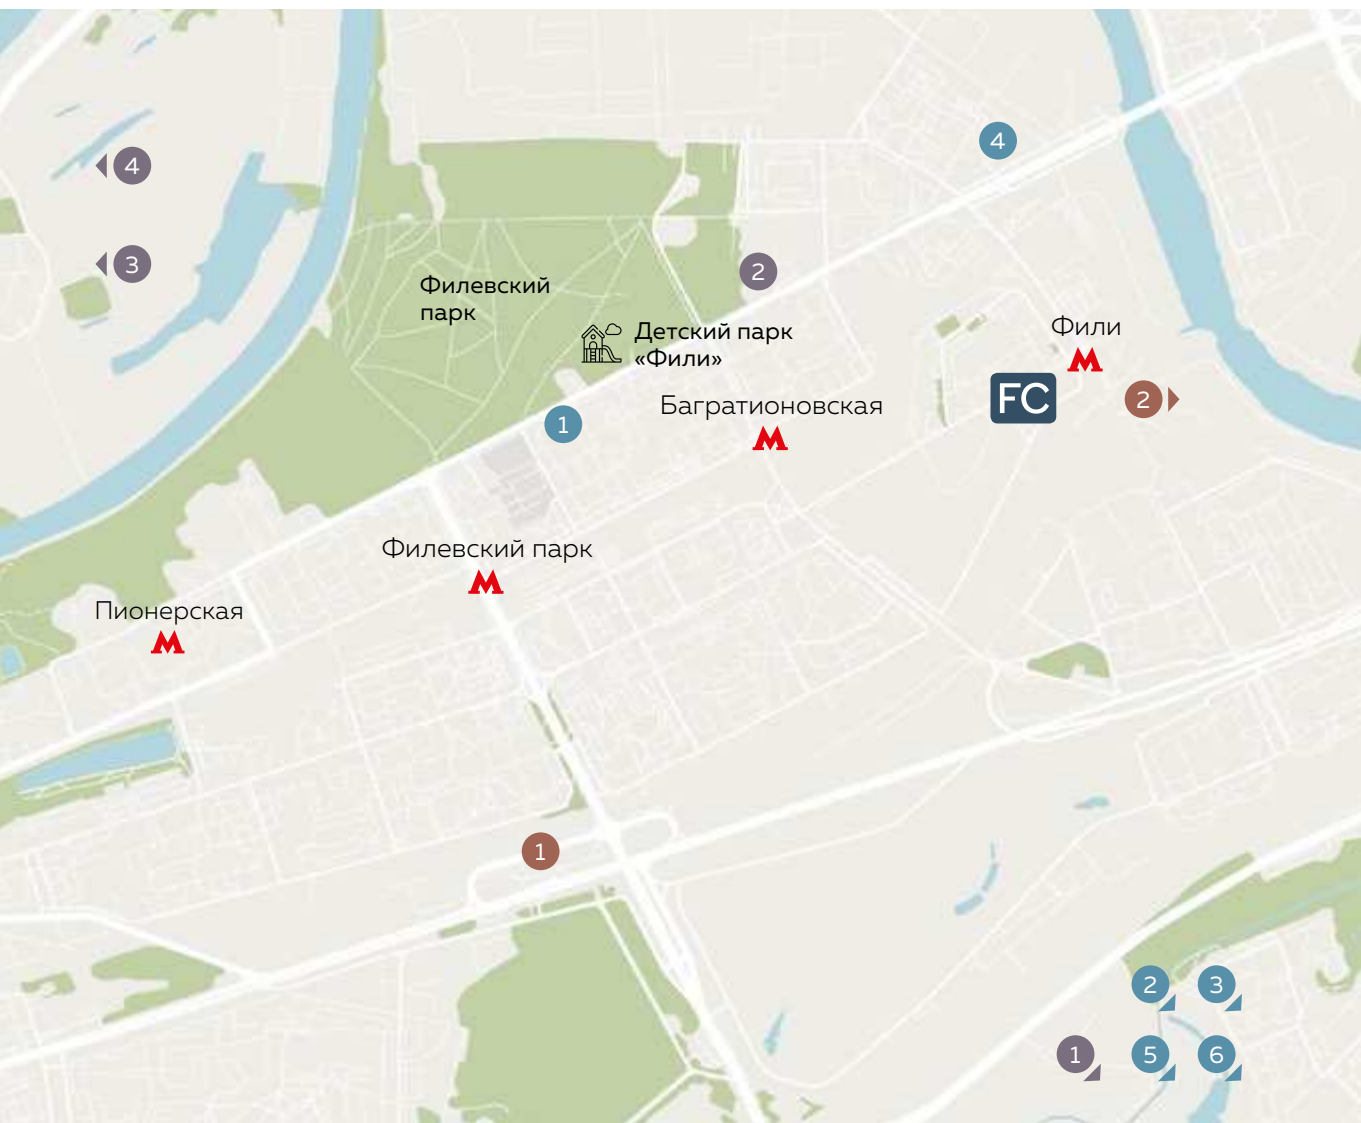 4
4
3
2
Филевский
парк
Детский парк
«Фили»
Фили
FC
2
Багратионовская
1
Филевский парк
Пионерская
1
2
3
1
5
6